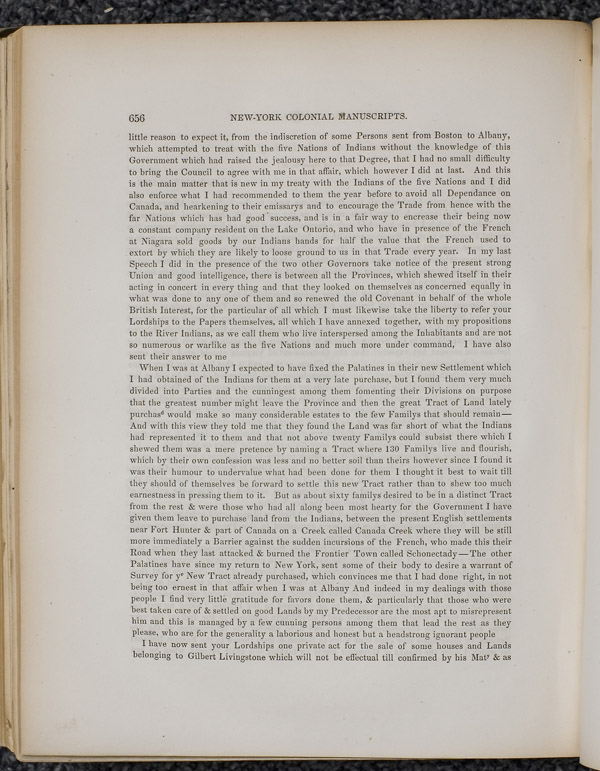 656 NEW-YORK COLONIAL MANUSCRIPTS.
little reason to expect it, from the indiscretion of some Persons sent from Boston to Albany,
which attempted to treat with the five Nations of Indians without the knowledge of this
Government which had raised the jealousy here to that Degree, that I had no small difficulty
to bring the Council to agree with me in that affair, which however I did at last. And this
is the main matter that is new in my treaty with the Indians of the five Nations and I did
also enforce what I had recommended to them the year before to avoid all Dependance on
Canada, and hearkening to their emissarys and to encourage the Trade from hence with the
far Nations which has had good success, and is in a fair way to encrease their being now
a constant company resident on the Lake Ontorio, and who have in presence of the French
at Niagara sold goods by our Indians hands for half the value that the French used to
extort by which they are likely to loose ground to us in that Trade every year. In my last
Speech I did in the presence of the two other Governors take notice of the present strong
Union and good intelligence, there is between all the Provinces, which shewed itself in their
acting in concert in every thing and that they looked on themselves as concerned equally in
what was done to any one of them and so renewed the old Covenant in behalf of the whole
British Interest, for the particular of all which I must likewise take the liberty to refer your
Lordships to the Papers themselves, all which I have annexed together, with my propositions
to the River Indians, as we call them who live interspersed among the Inhabitants and are not
so numerous or warlike as the five Nations and much more under command, I have also
sent their answer to me
When I was at Albany I expected to have fixed the Palatines in their new Settlement which
I had obtained of the Indians for them at a very late purchase, but I found them very much
divided into Parties and the cunningest among them fomenting their Divisions on purpose
that the greatest number might leave the Province and then the great Tract of Land lately
purchasᵈ would make so many considerable estates to the few Familys that should remain—
And with this view they told me that they found the Land was far short of what the Indians
had represented it to them and that not above twenty Familys could subsist there which I
shewed them was a mere pretence by naming a Tract where 130 Familys live and flourish,
which by their own confession was less and no better soil than theirs however since I found it
was their humour to undervalue what had been done for them I thought it best to wait till
they should of themselves be forward to settle this new Tract rather than to shew too much
earnestness in pressing them to it. But as about sixty familys desired to be in a distinct Tract
from the rest & were those who had all along been most hearty for the Government I have
given them leave to purchase land from the Indians, between the present English settlements
near Fort Hunter & part of Canada on a Creek called Canada Creek where they will be still
more immediately a Barrier against the sudden incursions of the French, who made this their
Road when they last attacked & burned the Frontier Town called Schonectady—The other
Palatines have since my return to New York, sent some of their body to desire a warrant of
Survey for yᵉ New Tract already purchased, which convinces me that I had done right, in not
being too ernest in that affair when I was at Albany And indeed in my dealings with those
people I find very little gratitude for favors done them, & particularly that those who were
best taken care of & settled on good Lands by my Predecessor are the most apt to misrepresent
him and this is managed by a few cunning persons among them that lead the rest as they
please, who are for the generality a laborious and honest but a headstrong ignorant people
I have now sent your Lordships one private act for the sale of some houses and Lands
belonging to Gilbert Livingstone which will not be effectual till confirmed by his Matʸ & as